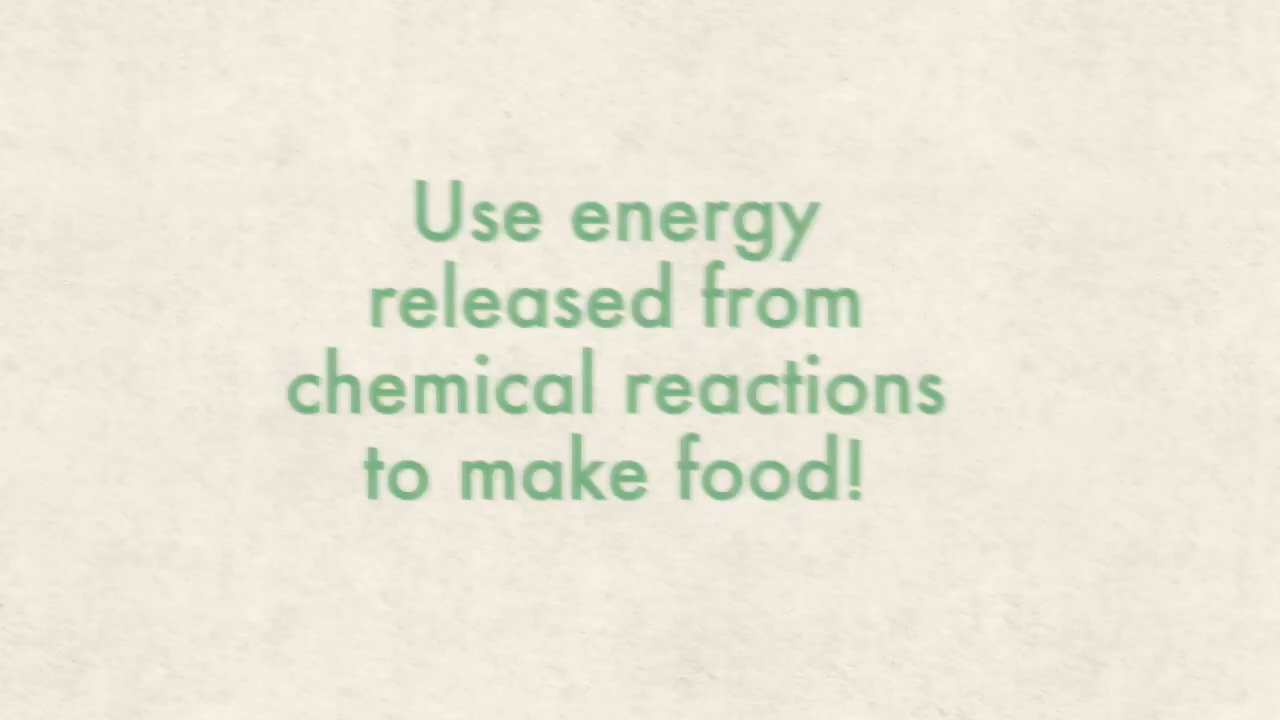 Use energy
released from
chemical reactions
to make food!